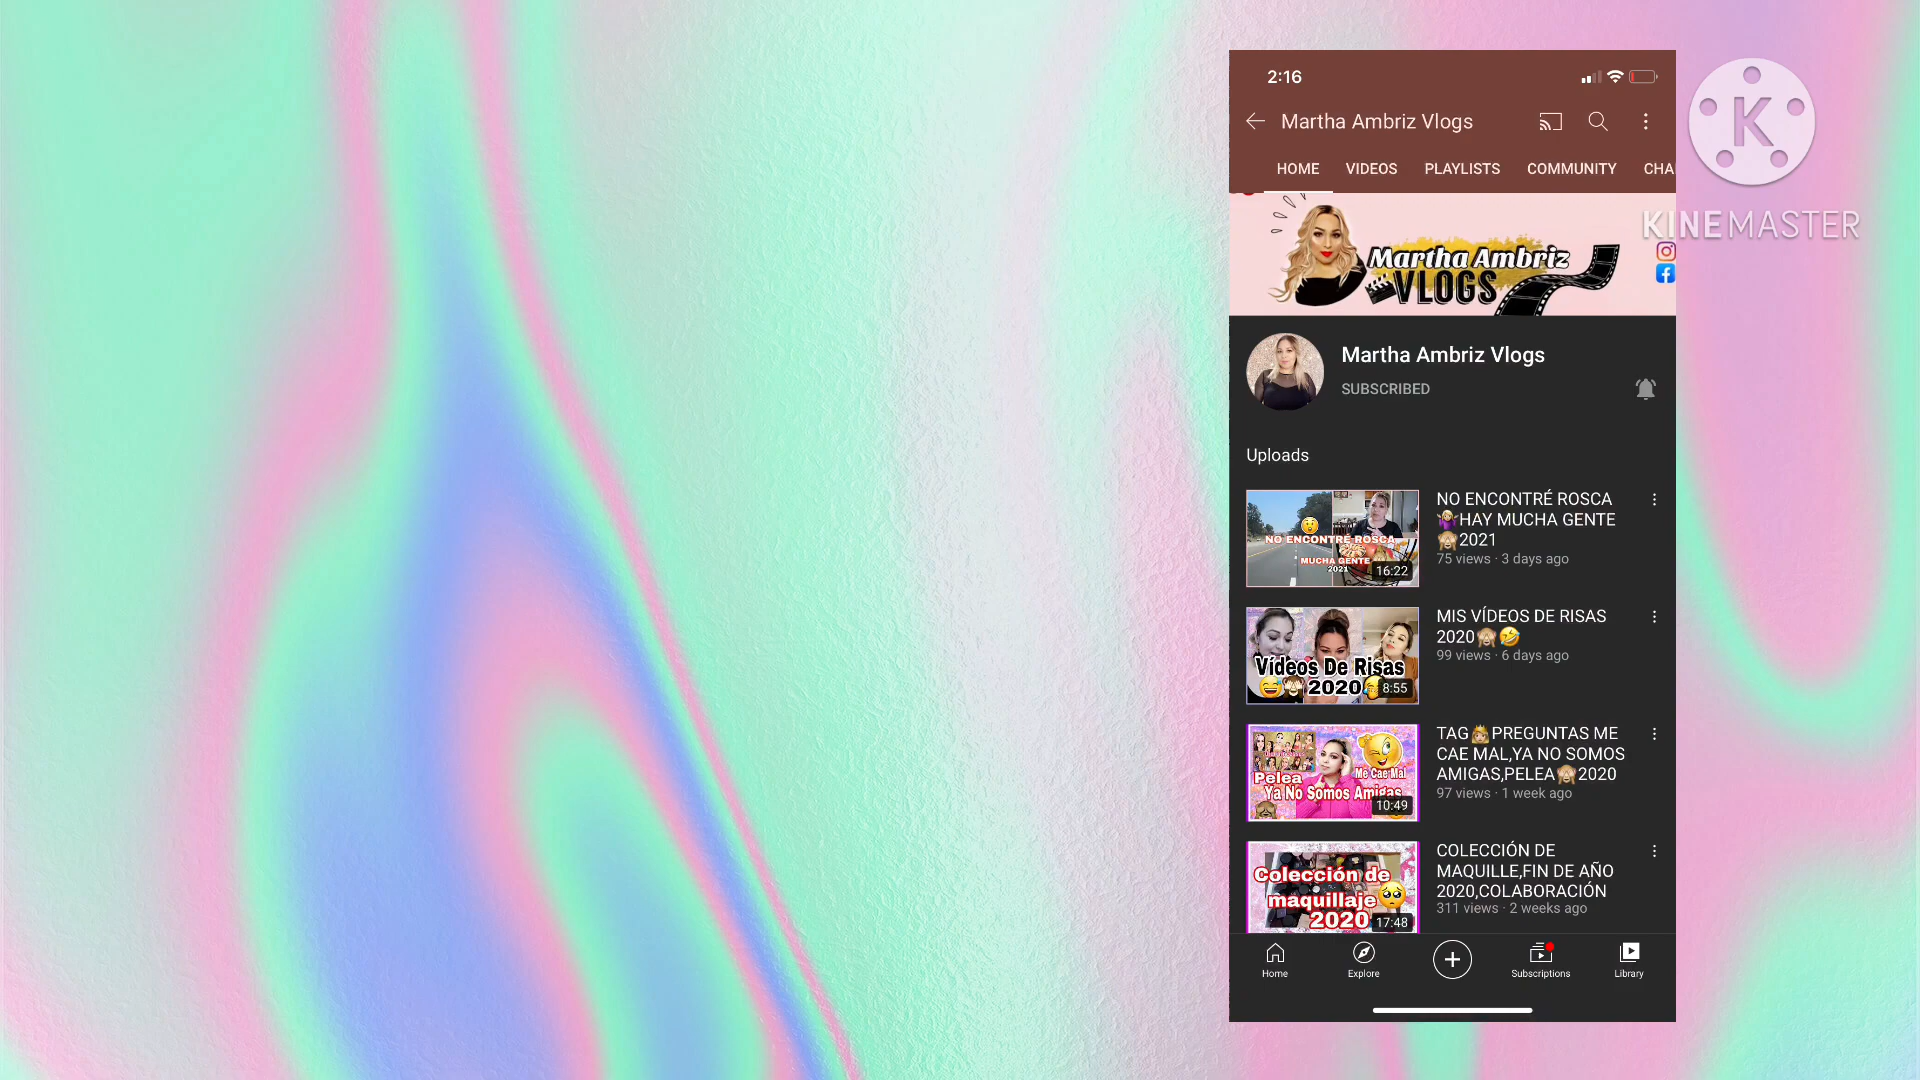 2:16
Martha Ambriz Vlogs
HOME VIDEOS PLAYLISTS COMMUNITY CHA
K
KINEMASTER
Martha Ambriz
VLOGS
Martha Ambriz Vlogs
SUBSCRIBED
Uploads
NO ENCONTRÉ ROSCA
MUCHA GENTE
2021
16:22
NO ENCONTRÉ ROSCA
🤷🏼‍♀️HAY MUCHA GENTE
🙈2021
75 views · 3 days ago
Vídeos De Risas
2020
8:55
MIS VÍDEOS DE RISAS
2020🙈🤣
99 views · 6 days ago
Pelea
Me Cae Mal
Ya No Somos Amigas
10:49
TAG👸🏼PREGUNTAS ME
CAE MAL,YA NO SOMOS
AMIGAS,PELEA🙈2020
97 views · 1 week ago
Colección de
maquillaje
2020
17:48
COLECCIÓN DE
MAQUILLE,FIN DE AÑO
2020,COLABORACIÓN
311 views · 2 weeks ago
Home Explore Subscriptions Library